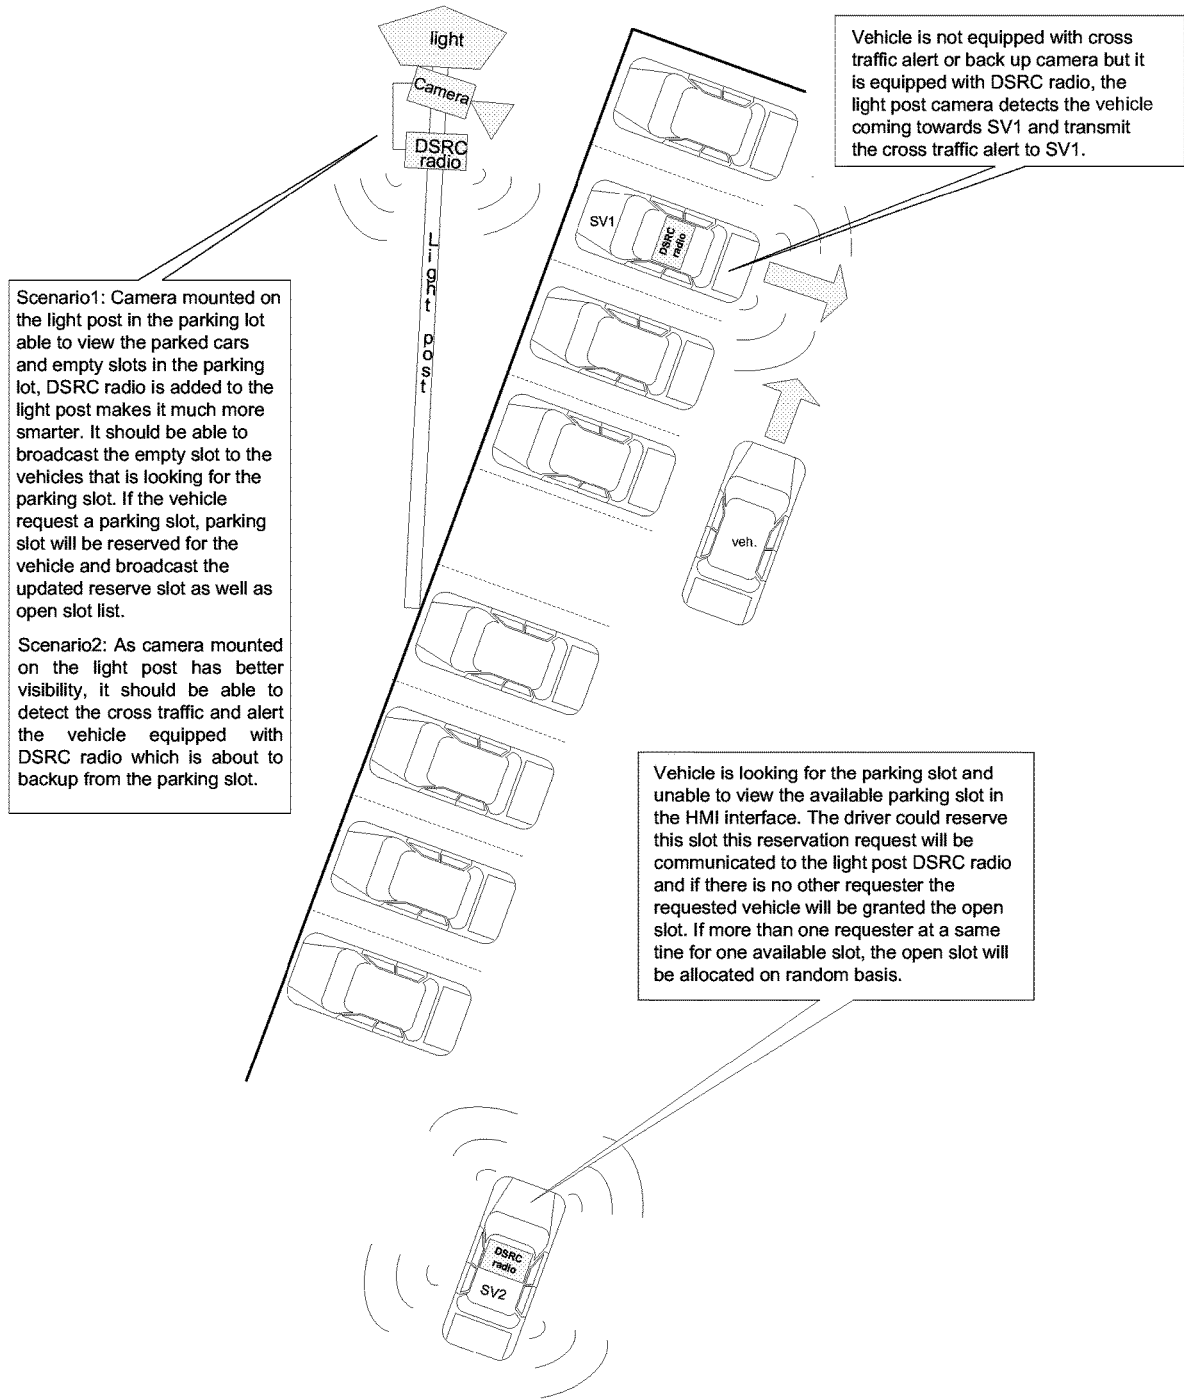 light
Camera
DSRC
radio
Light post
Vehicle is not equipped with cross
traffic alert or back up camera but it
is equipped with DSRC radio, the
light post camera detects the vehicle
coming towards SV1 and transmit
the cross traffic alert to SV1.
SV1
DSRC
radio
Scenario1: Camera mounted on
the light post in the parking lot
able to view the parked cars
and empty slots in the parking
lot, DSRC radio is added to the
light post makes it much more
smarter. It should be able to
broadcast the empty slot to the
vehicles that is looking for the
parking slot. If the vehicle
request a parking slot, parking
slot will be reserved for the
vehicle and broadcast the
updated reserve slot as well as
open slot list.
Scenario2: As camera mounted
on the light post has better
visibility, it should be able to
detect the cross traffic and alert
the vehicle equipped with
DSRC radio which is about to
backup from the parking slot.
veh.
Vehicle is looking for the parking slot and
unable to view the available parking slot in
the HMI interface. The driver could reserve
this slot this reservation request will be
communicated to the light post DSRC radio
and if there is no other requester the
requested vehicle will be granted the open
slot. If more than one requester at a same
tine for one available slot, the open slot will
be allocated on random basis.
DSRC
radio
SV2